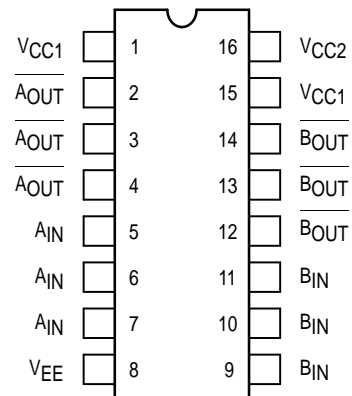 VCC1 1 16 VCC2
AOUT 2 15 VCC1
AOUT 3 14 BOUT
AOUT 4 13 BOUT
AIN 5 12 BOUT
AIN 6 11 BIN
AIN 7 10 BIN
VEE 8 9 BIN